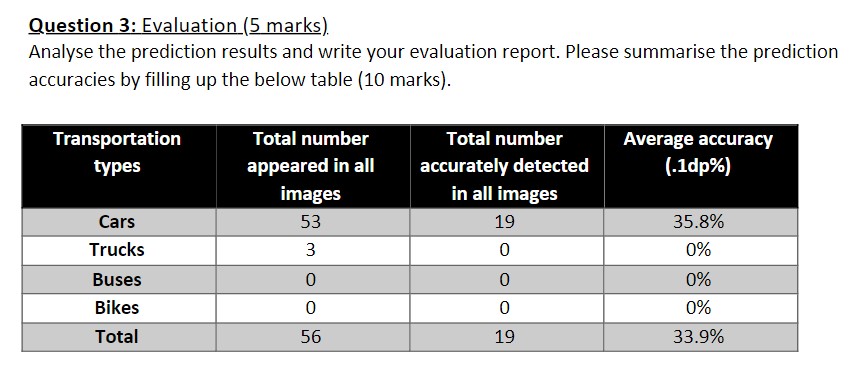 Question 3: Evaluation (5 marks)
Analyse the prediction results and write your evaluation report. Please summarise the prediction
accuracies by filling up the below table (10 marks).
Transportation types Total number appeared in all images Total number accurately detected in all images Average accuracy (.1dp%)
Cars 53 19 35.8%
Trucks 3 0 0%
Buses 0 0 0%
Bikes 0 0 0%
Total 56 19 33.9%